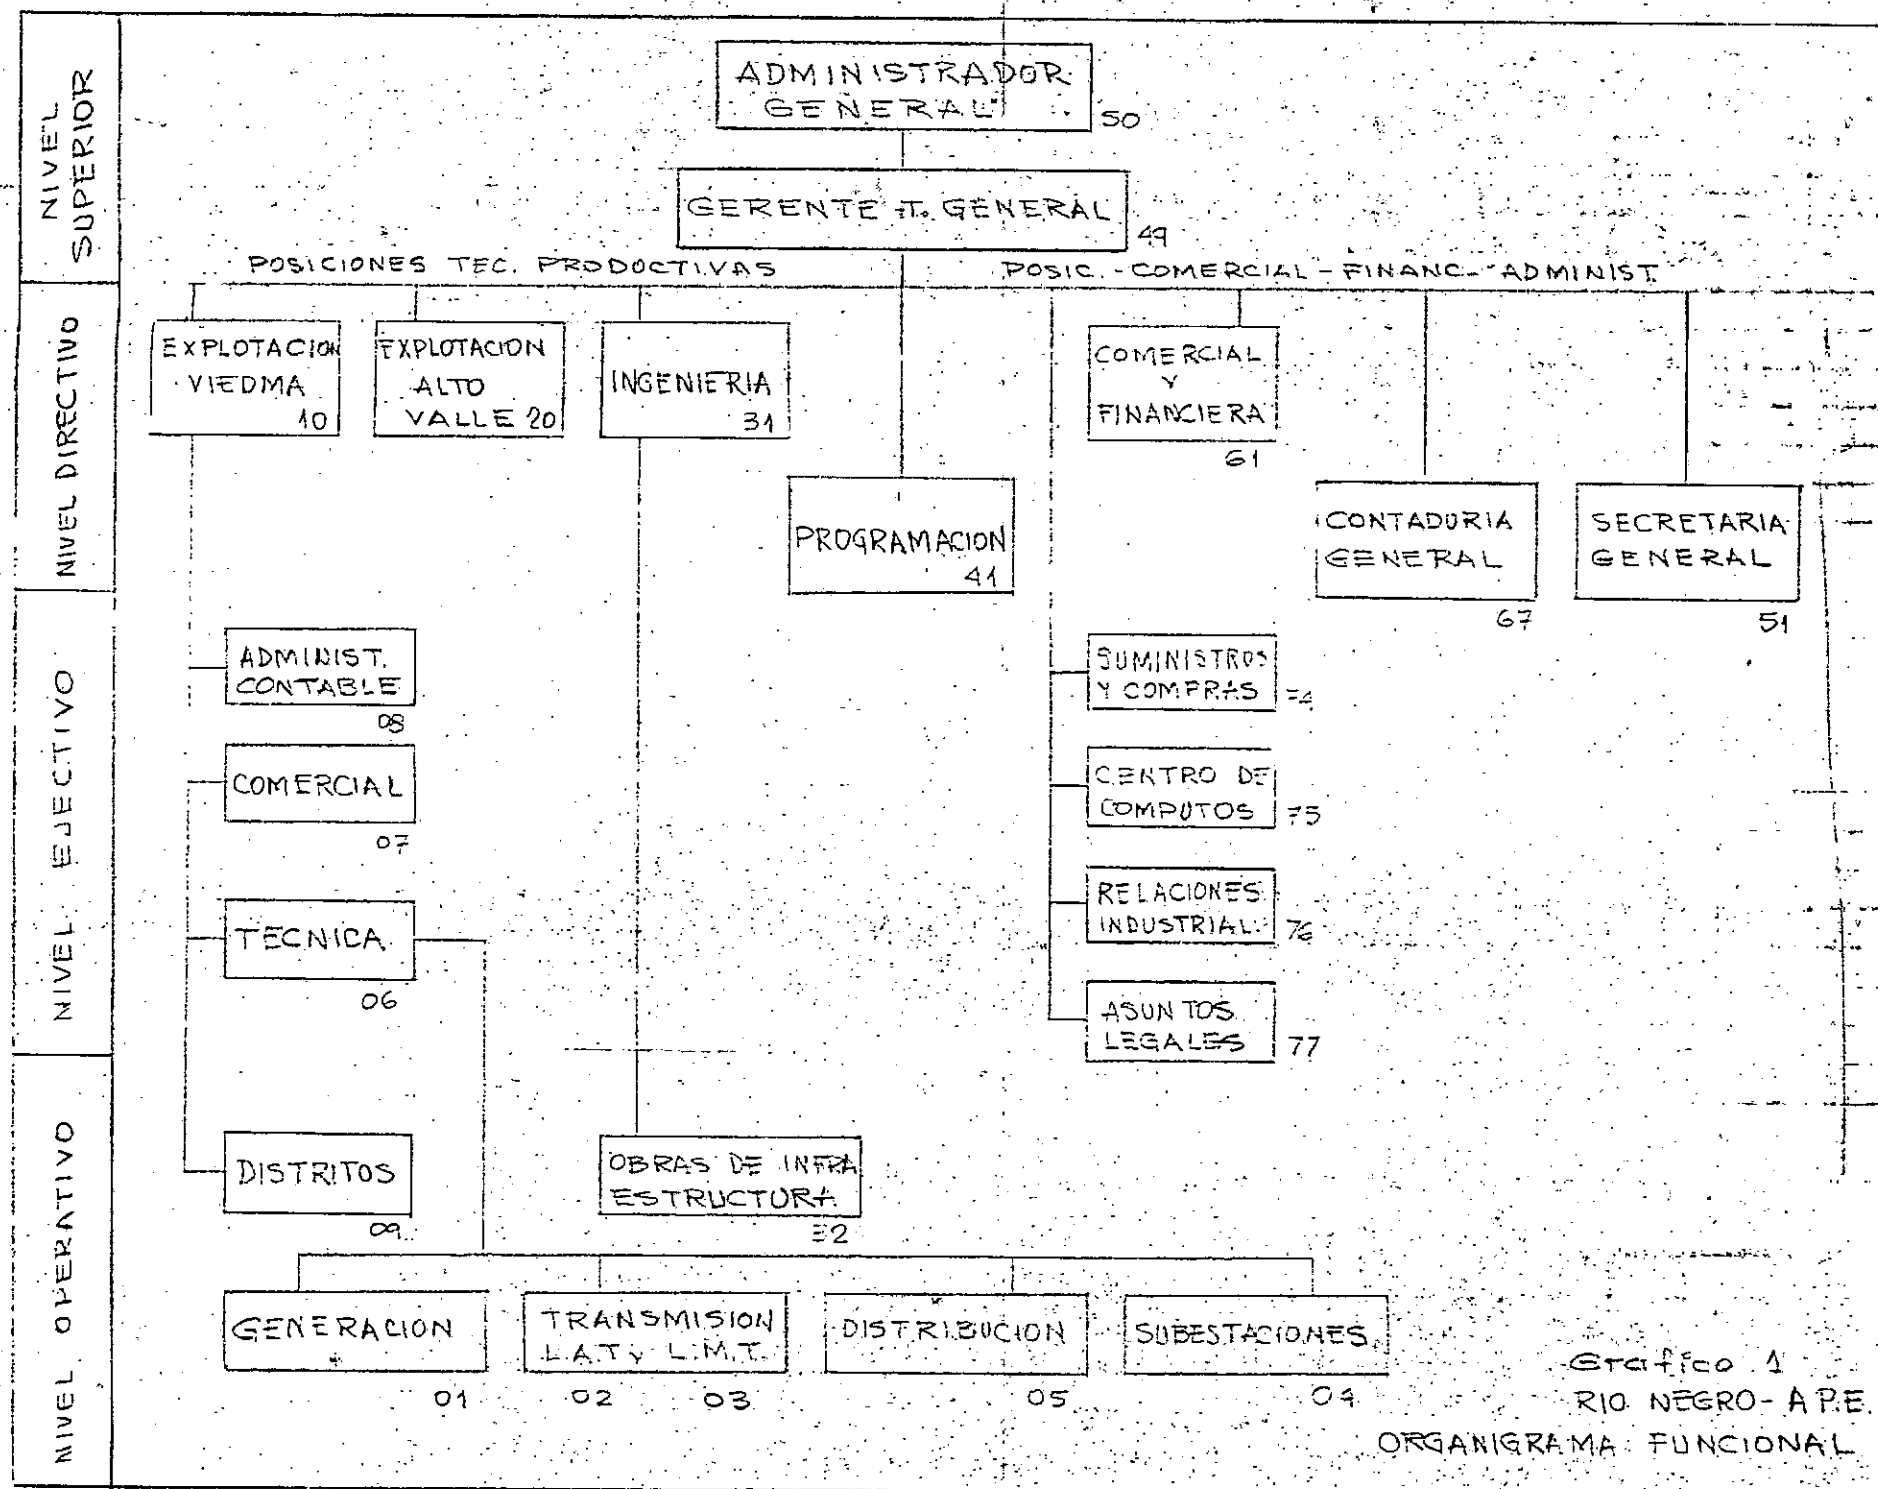 NIVEL
SUPERIOR
ADMINISTRADOR
GENERAL
50
GERENTE T. GENERAL
49
POSICIONES TEC. PRODUCTIVAS
POSIC. - COMERCIAL - FINANC - ADMINIST.
NIVEL DIRECTIVO
EXPLOTACION
VIEDMA
10
EXPLOTACION
ALTO
VALLE 20
INGENIERIA
31
PROGRAMACION
41
COMERCIAL
Y
FINANCIERA
61
CONTADURIA
GENERAL
67
SECRETARIA
GENERAL
51
NIVEL EJECTIVO
ADMINIST.
CONTABLE
08
COMERCIAL
07
TECNICA
06
SUMINISTROS
Y COMPRAS
74
CENTRO DE
COMPUTOS
75
RELACIONES
INDUSTRIAL.
76
ASUNTOS
LEGALES
77
NIVEL OPERATIVO
DISTRITOS
09
OBRAS DE INFRA
ESTRUCTURA
32
GENERACION
01
TRANSMISION
L.A.T y L.M.T.
02
03
DISTRIBUCION
05
SUBESTACIONES
04
Grafico 1
RIO NEGRO - A P.E.
ORGANIGRAMA FUNCIONAL